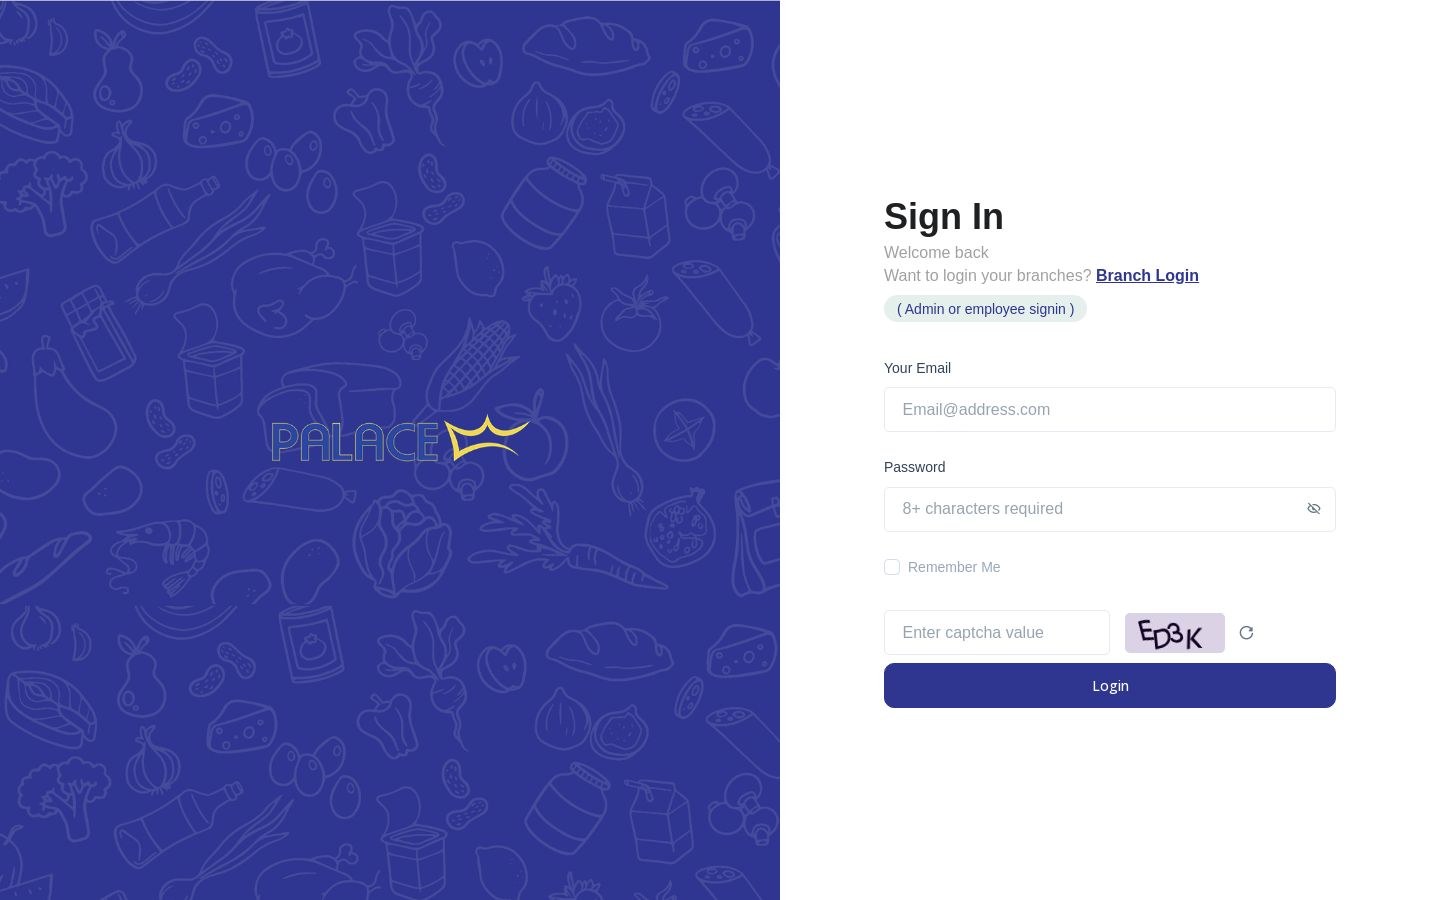 PALACE
Sign In
Welcome back
Want to login your branches? Branch Login
( Admin or employee signin )
Your Email
Email@address.com
Password
8+ characters required
Remember Me
Enter captcha value
ED3K
Login